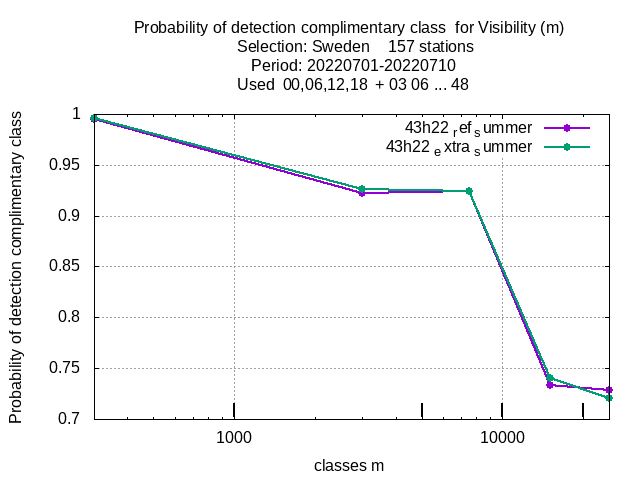 Probability of detection complimentary class  for Visibility (m)
Selection: Sweden    157 stations
Period: 20220701-20220710
Used  00,06,12,18  + 03 06 ... 48
Probability of detection complimentary class
1
0.95
0.9
0.85
0.8
0.75
0.7
43h22 ref summer
43h22 extra summer
1000
10000
classes m